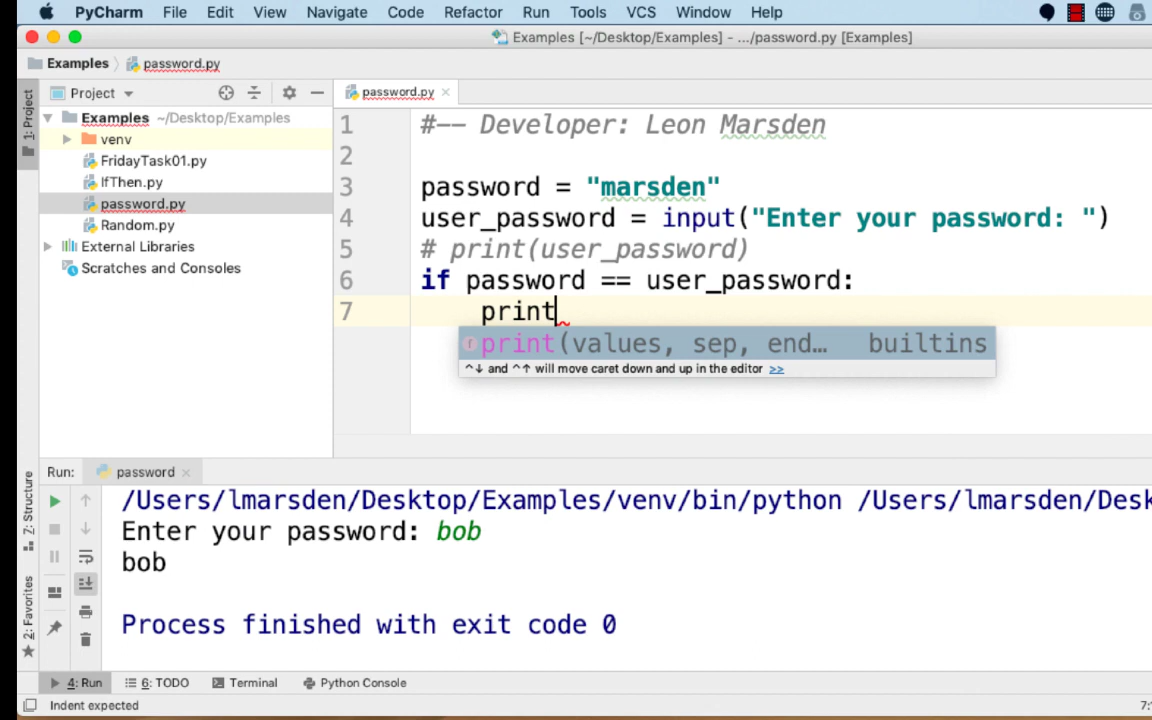 PyCharm File Edit View Navigate Code Refactor Run Tools VCS Window Help
Examples [~/Desktop/Examples] - .../password.py [Examples]
Examples password.py
1: Project
Project
password.py
Examples ~/Desktop/Examples
venv
FridayTask01.py
IfThen.py
password.py
Random.py
External Libraries
Scratches and Consoles
1 #-- Developer: Leon Marsden
2
3 password = "marsden"
4 user_password = input("Enter your password: ")
5 # print(user_password)
6 if password == user_password:
7 print
f print(values, sep, end… builtins
^↓ and ^↑ will move caret down and up in the editor >>
Run: password
Z: Structure
2: Favorites
/Users/lmarsden/Desktop/Examples/venv/bin/python /Users/lmarsden/Desk
Enter your password: bob
bob
Process finished with exit code 0
4: Run 6: TODO Terminal Python Console
Indent expected